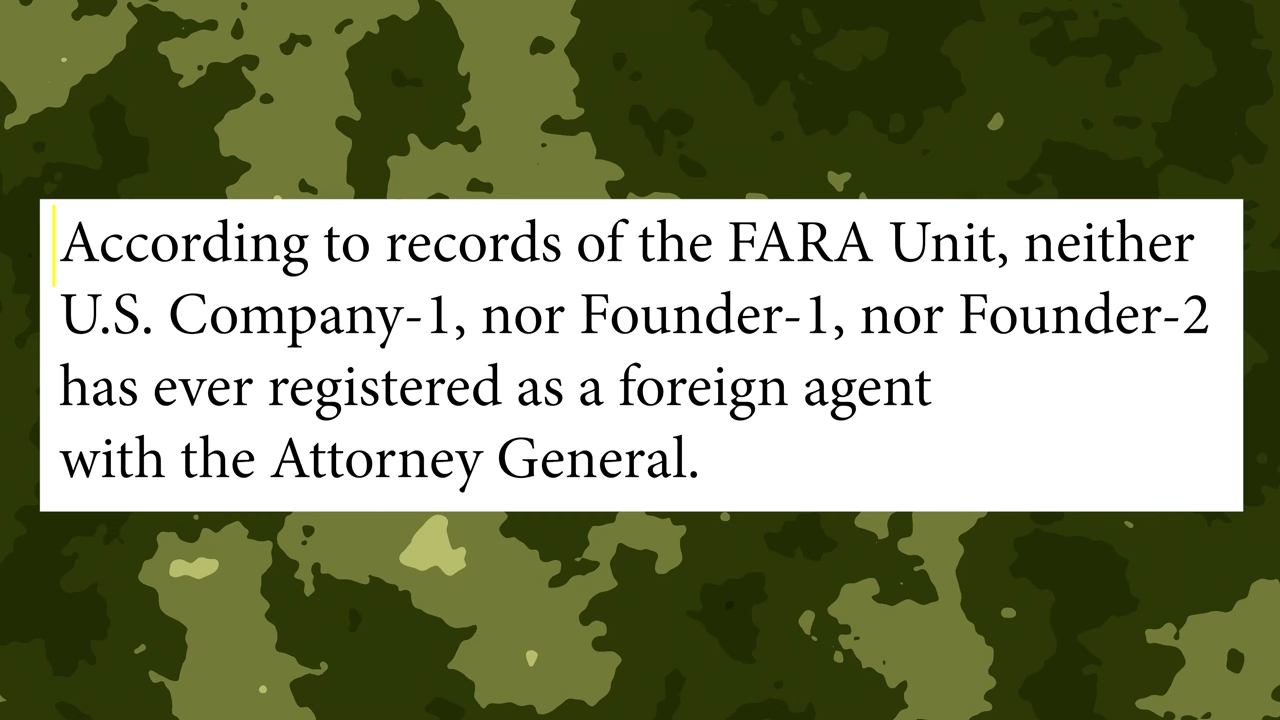 According to records of the FARA Unit, neither
U.S. Company-1, nor Founder-1, nor Founder-2
has ever registered as a foreign agent
with the Attorney General.